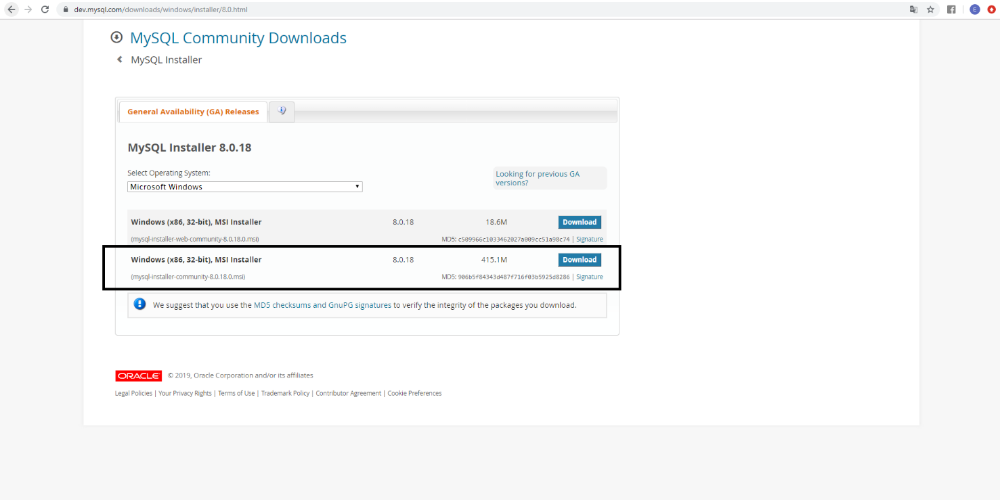 dev.mysql.com/downloads/windows/installer/8.0.html
E
MySQL Community Downloads
MySQL Installer
General Availability (GA) Releases
MySQL Installer 8.0.18
Select Operating System:
Microsoft Windows
Looking for previous GA
versions?
Windows (x86, 32-bit), MSI Installer 8.0.18 18.6M Download
(mysql-installer-web-community-8.0.18.0.msi) MD5: c509966c1033462027a009cc51a98c74 | Signature
Windows (x86, 32-bit), MSI Installer 8.0.18 415.1M Download
(mysql-installer-community-8.0.18.0.msi) MD5: 906b5f84343d487f716f03b5925d8286 | Signature
We suggest that you use the MD5 checksums and GnuPG signatures to verify the integrity of the packages you download.
ORACLE © 2019, Oracle Corporation and/or its affiliates
Legal Policies | Your Privacy Rights | Terms of Use | Trademark Policy | Contributor Agreement | Cookie Preferences